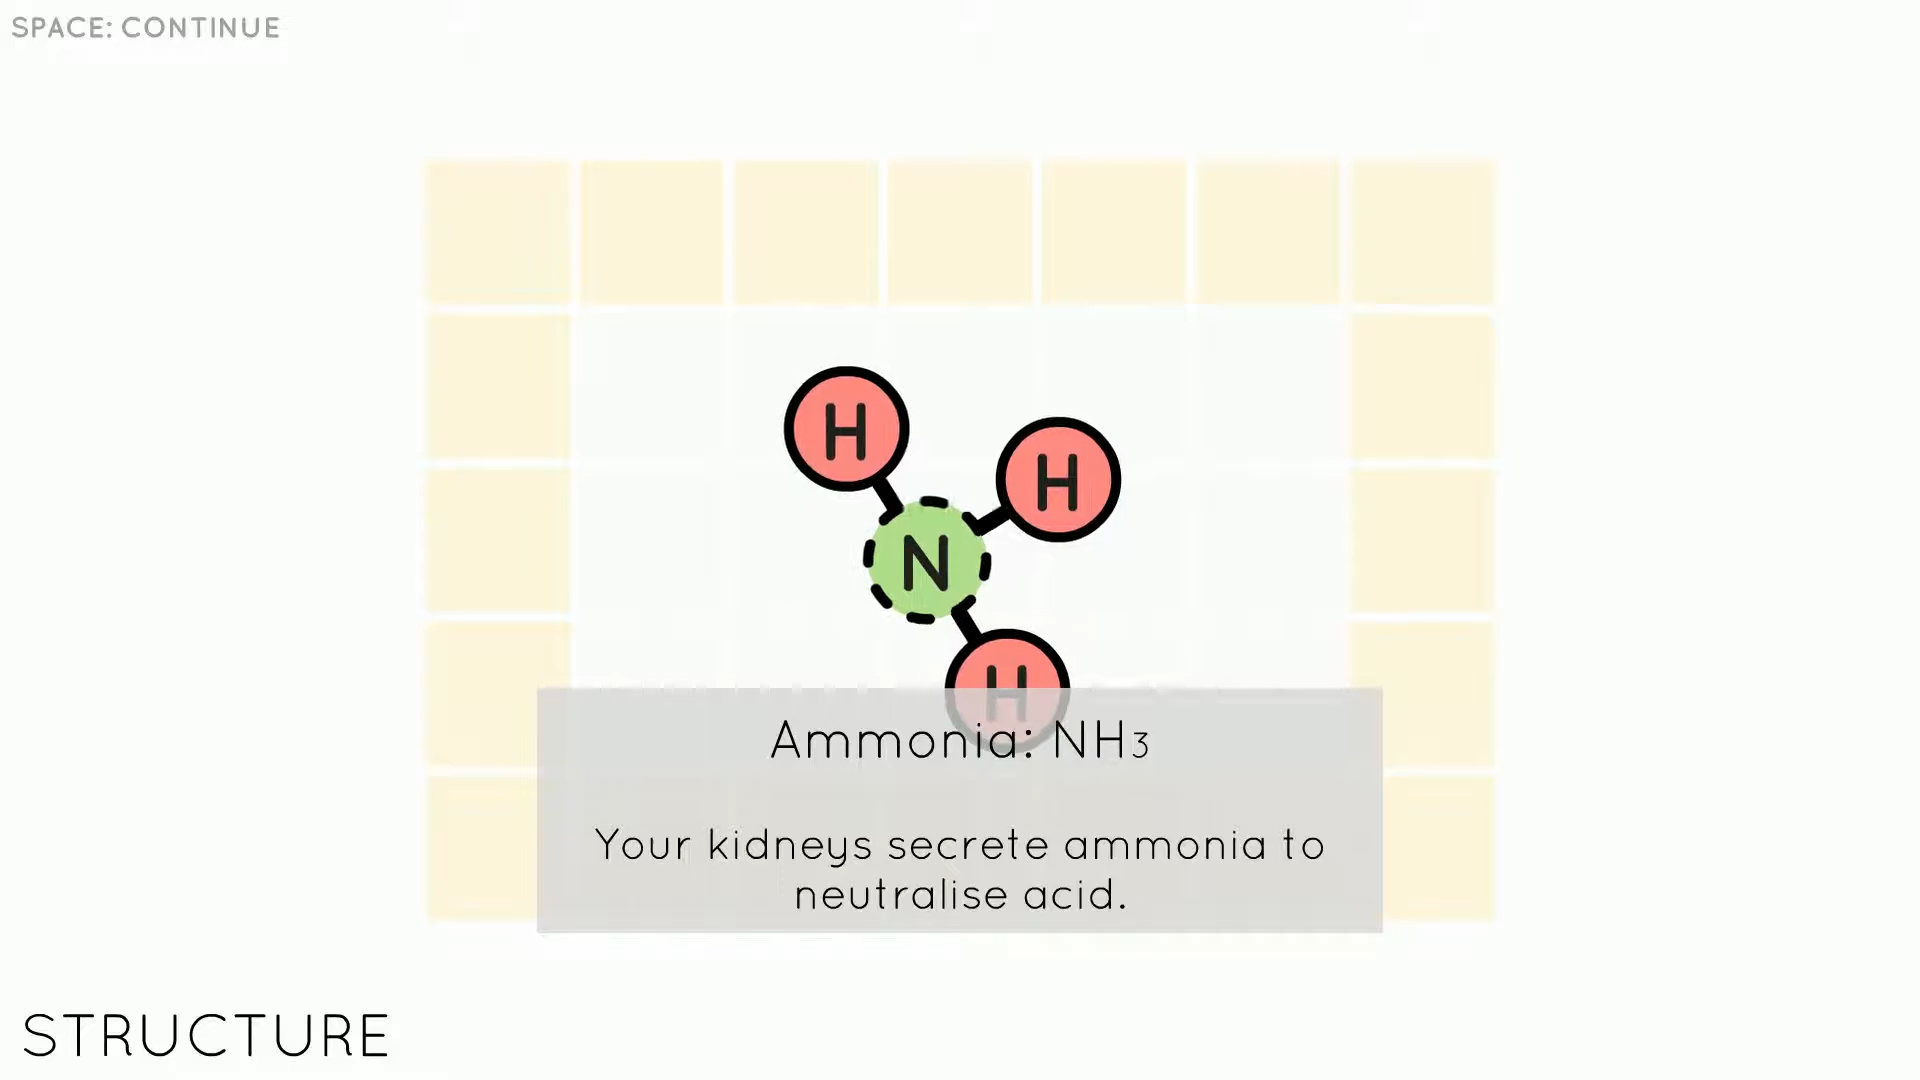 SPACE: CONTINUE
H
H
N
H
Ammonia: NH₃
Your kidneys secrete ammonia to
neutralise acid.
STRUCTURE